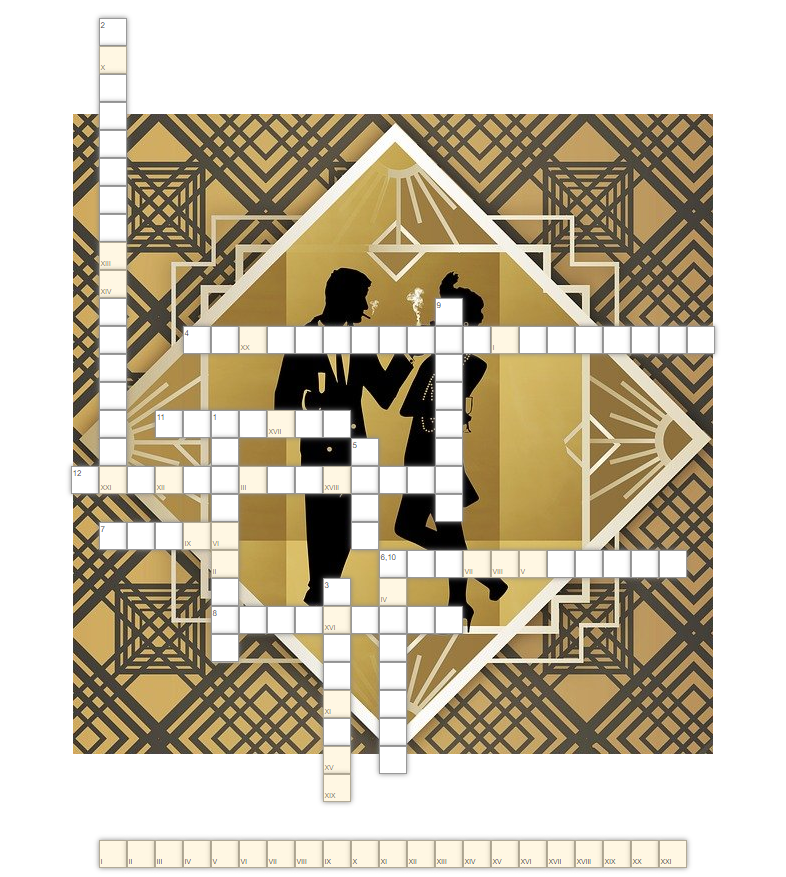 2
X
XIII
XIV
9
4 XX I
11 1 XVII
5
12 XXI XII III XVIII
7 IX VI
6,10 VII VIII V
II
3 IV
8 XVI
XI
XV
XIX
I II III IV V VI VII VIII IX X XI XII XIII XIV XV XVI XVII XVIII XIX XX XXI